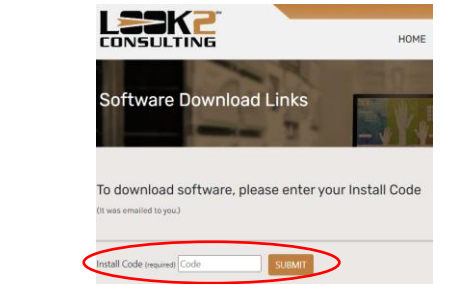 LOOK2™
CONSULTING
HOME
Software Download Links
To download software, please enter your Install Code
(It was emailed to you.)
Install Code (required) Code SUBMIT